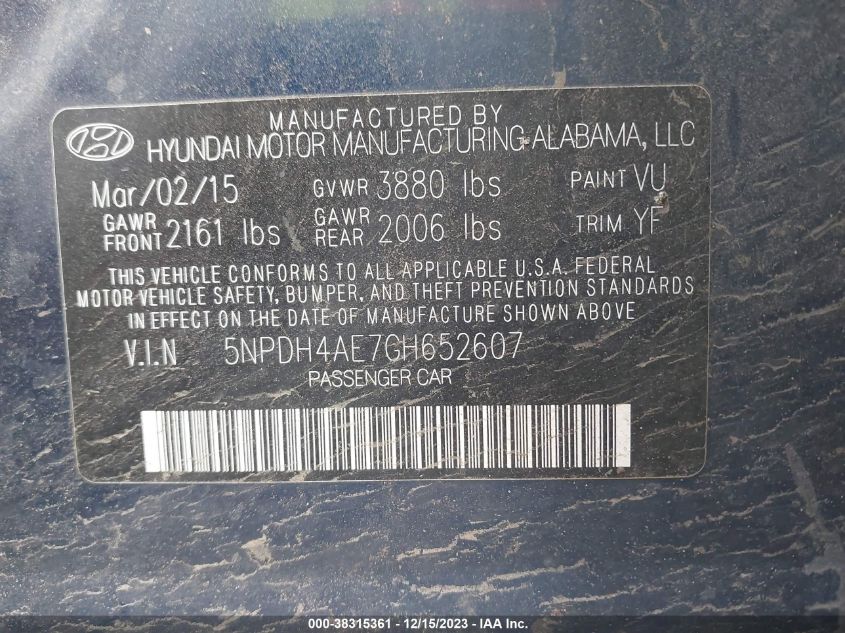 MANUFACTURED BY
HYUNDAI MOTOR MANUFACTURING ALABAMA, LLC
Mar/02/15 GVWR 3880 lbs PAINT VU
GAWR FRONT 2161 lbs GAWR REAR 2006 lbs TRIM YF
THIS VEHICLE CONFORMS TO ALL APPLICABLE U.S.A. FEDERAL
MOTOR VEHICLE SAFETY, BUMPER, AND THEFT PREVENTION STANDARDS
IN EFFECT ON THE DATE OF MANUFACTURE SHOWN ABOVE
V.I.N 5NPDH4AE7GH652607
PASSENGER CAR
000-38315361 - 12/15/2023 - IAA Inc.